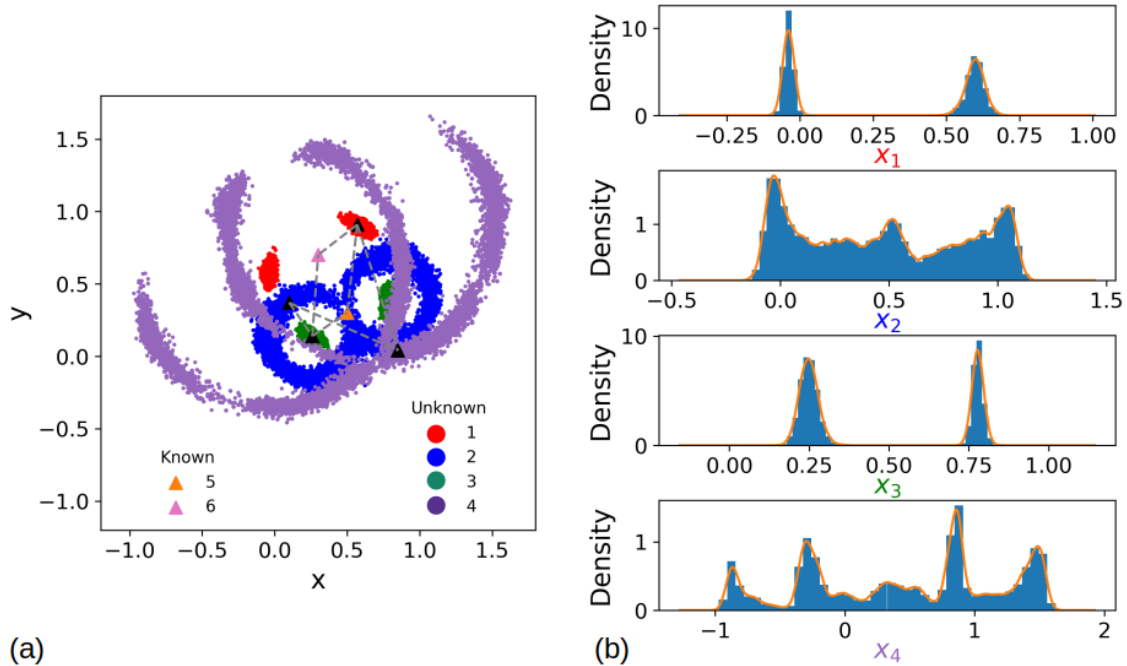 1.5
1.0
0.5
0.0
−0.5
−1.0
y
−1.0 −0.5 0.0 0.5 1.0 1.5
x
Known
5
6
Unknown
1
2
3
4
(a)
10
0
Density
−0.25 0.00 0.25 0.50 0.75 1.00
x1
1
0
Density
−0.5 0.0 0.5 1.0 1.5
x2
10
0
Density
0.00 0.25 0.50 0.75 1.00
x3
1
0
Density
−1 0 1 2
x4
(b)